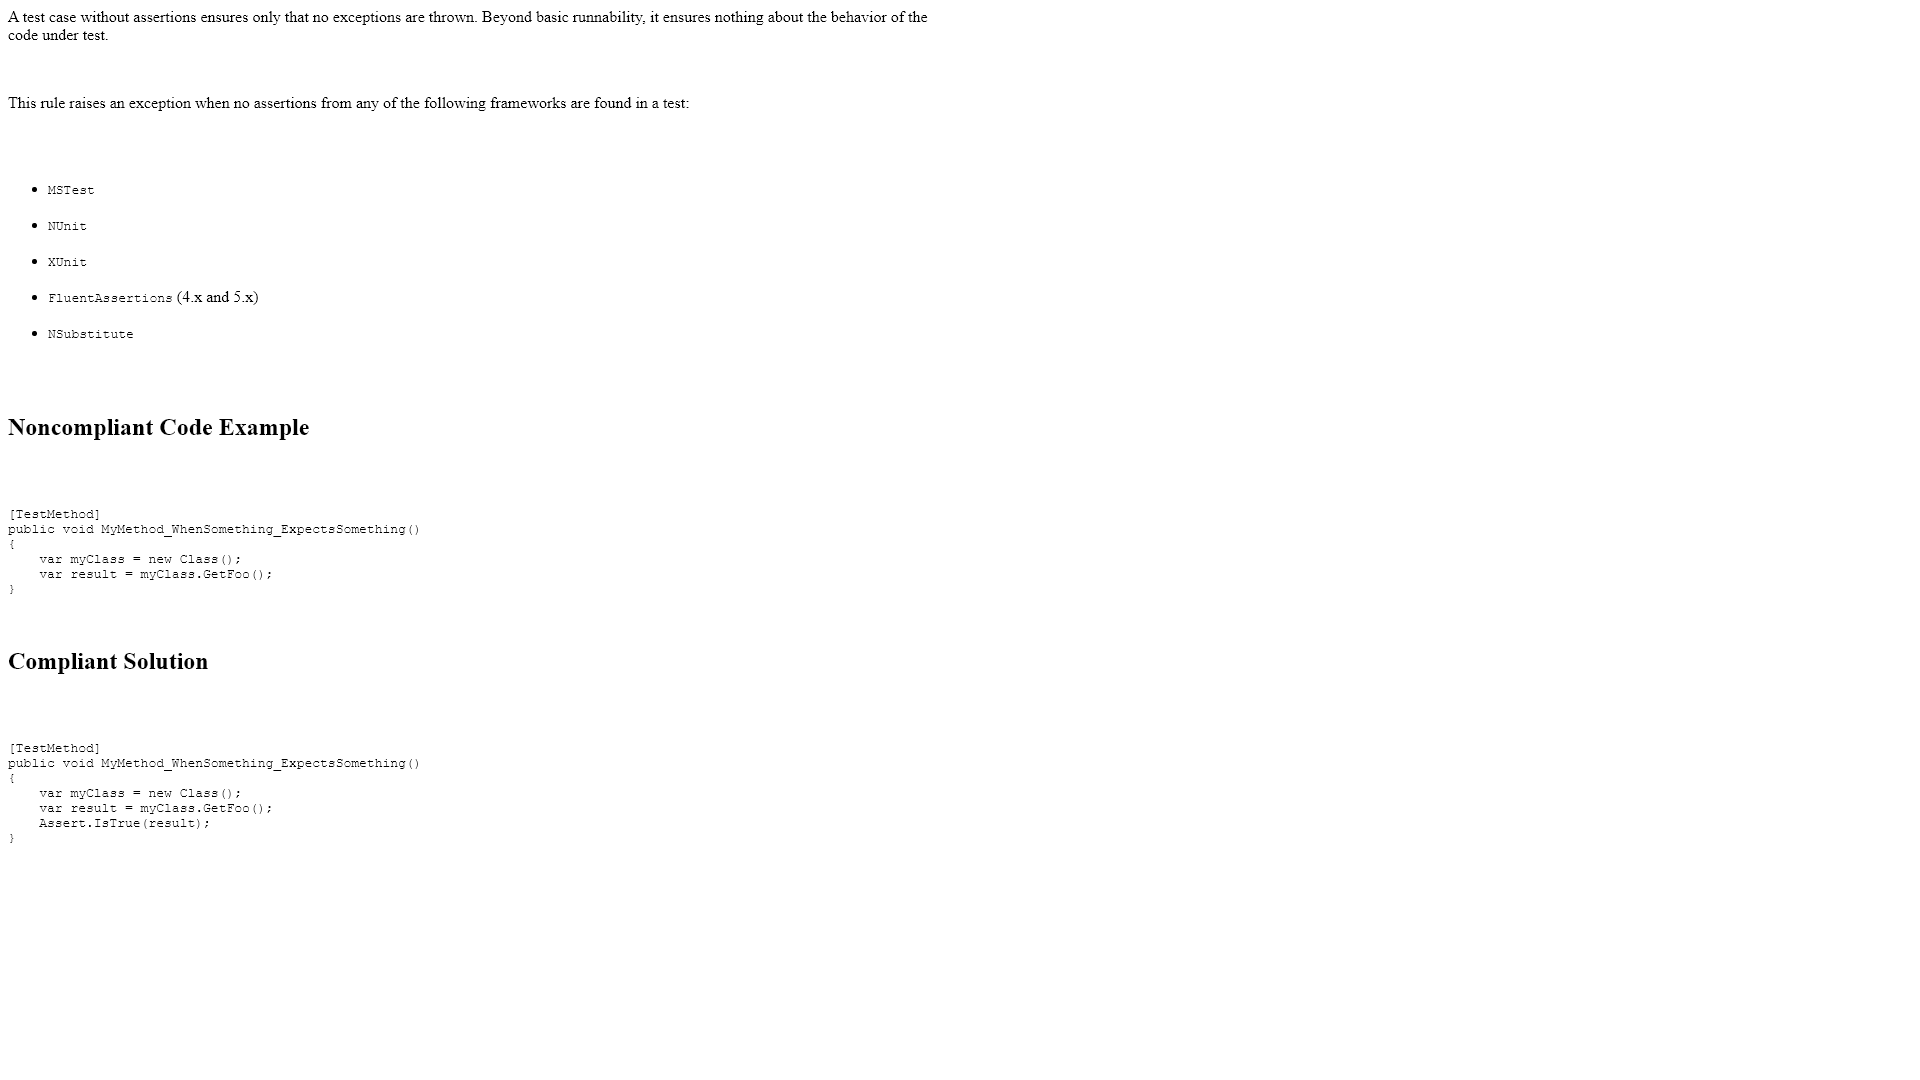 A test case without assertions ensures only that no exceptions are thrown. Beyond basic runnability, it ensures nothing about the behavior of the
code under test.
This rule raises an exception when no assertions from any of the following frameworks are found in a test:
• MSTest
• NUnit
• XUnit
• FluentAssertions (4.x and 5.x)
• NSubstitute
Noncompliant Code Example
[TestMethod]
public void MyMethod_WhenSomething_ExpectsSomething()
{
    var myClass = new Class();
    var result = myClass.GetFoo();
}
Compliant Solution
[TestMethod]
public void MyMethod_WhenSomething_ExpectsSomething()
{
    var myClass = new Class();
    var result = myClass.GetFoo();
    Assert.IsTrue(result);
}